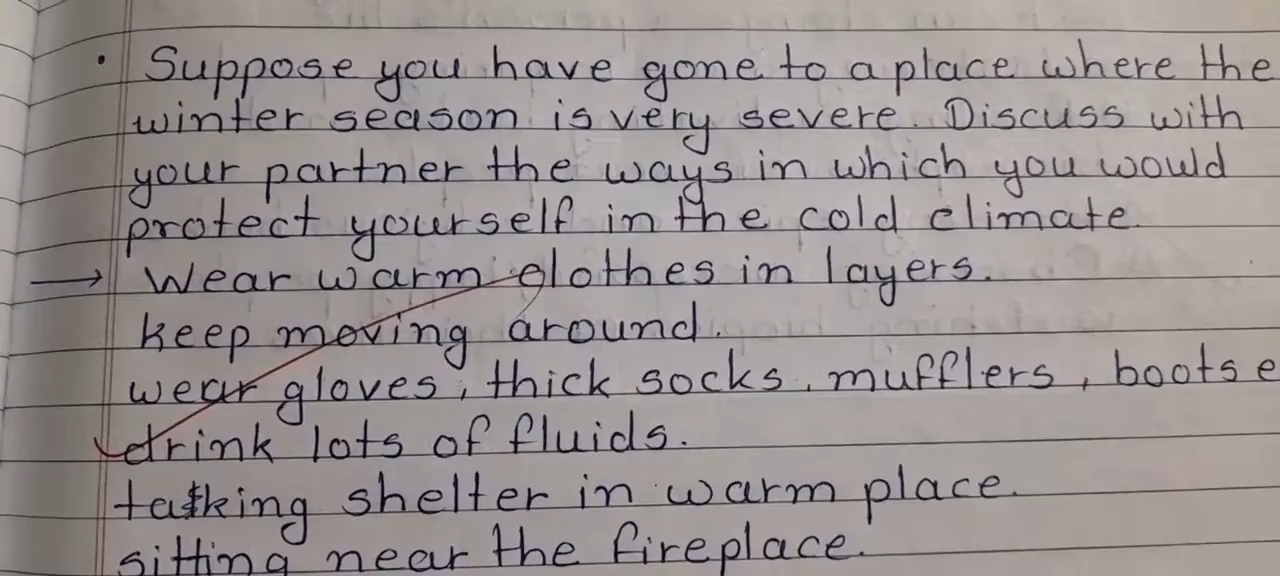 Suppose you have gone to a place where the
winter season is very severe. Discuss with
your partner the ways in which you would
protect yourself in the cold climate.
→ Wear warm clothes in layers.
keep moving around.
wear gloves, thick socks, mufflers, boots e
drink lots of fluids.
taking shelter in warm place.
sitting near the fireplace.